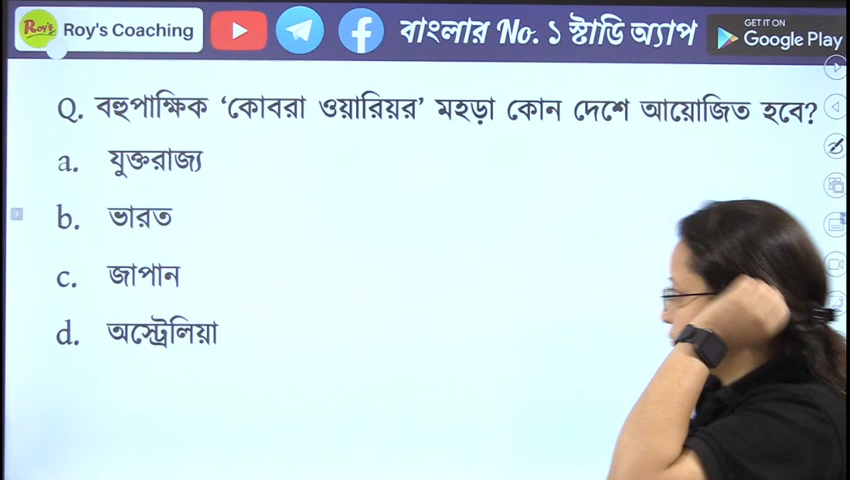 Roy's Roy's Coaching বাংলার No. ১ স্টাডি অ্যাপ GET IT ON Google Play
Q. বহুপাক্ষিক ‘কোবরা ওয়ারিয়র’ মহড়া কোন দেশে আয়োজিত হবে?
a. যুক্তরাজ্য
b. ভারত
c. জাপান
d. অস্ট্রেলিয়া